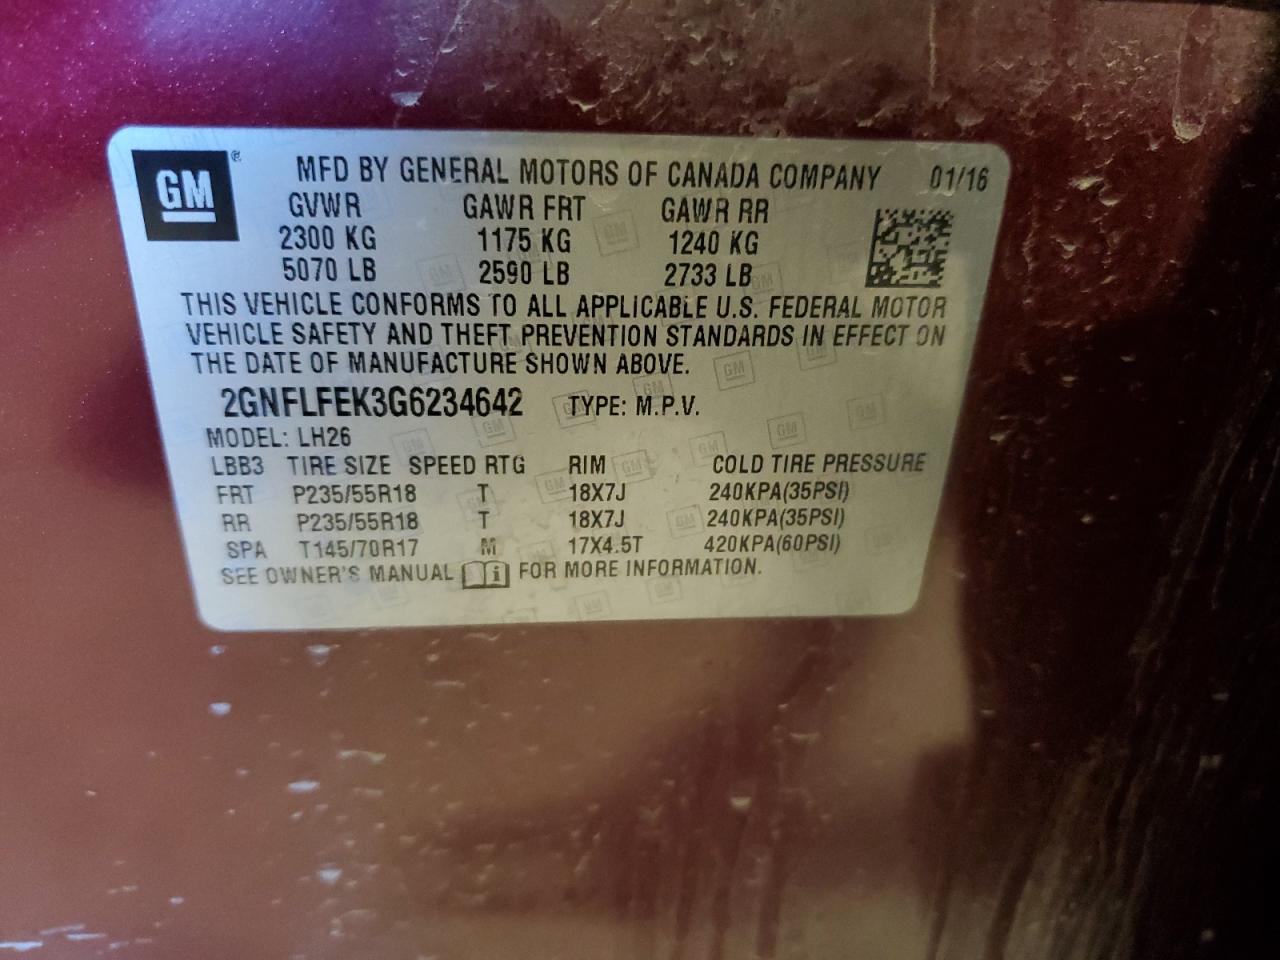 GM ® MFD BY GENERAL MOTORS OF CANADA COMPANY 01/16
GVWR GAWR FRT GAWR RR
2300 KG 1175 KG 1240 KG
5070 LB 2590 LB 2733 LB
THIS VEHICLE CONFORMS TO ALL APPLICABLE U.S. FEDERAL MOTOR
VEHICLE SAFETY AND THEFT PREVENTION STANDARDS IN EFFECT ON
THE DATE OF MANUFACTURE SHOWN ABOVE.
2GNFLFEK3G6234642 TYPE: M.P.V.
MODEL: LH26
LBB3 TIRE SIZE SPEED RTG RIM COLD TIRE PRESSURE
FRT P235/55R18 T 18X7J 240KPA(35PSI)
RR P235/55R18 T 18X7J 240KPA(35PSI)
SPA T145/70R17 M 17X4.5T 420KPA(60PSI)
SEE OWNER'S MANUAL i FOR MORE INFORMATION.